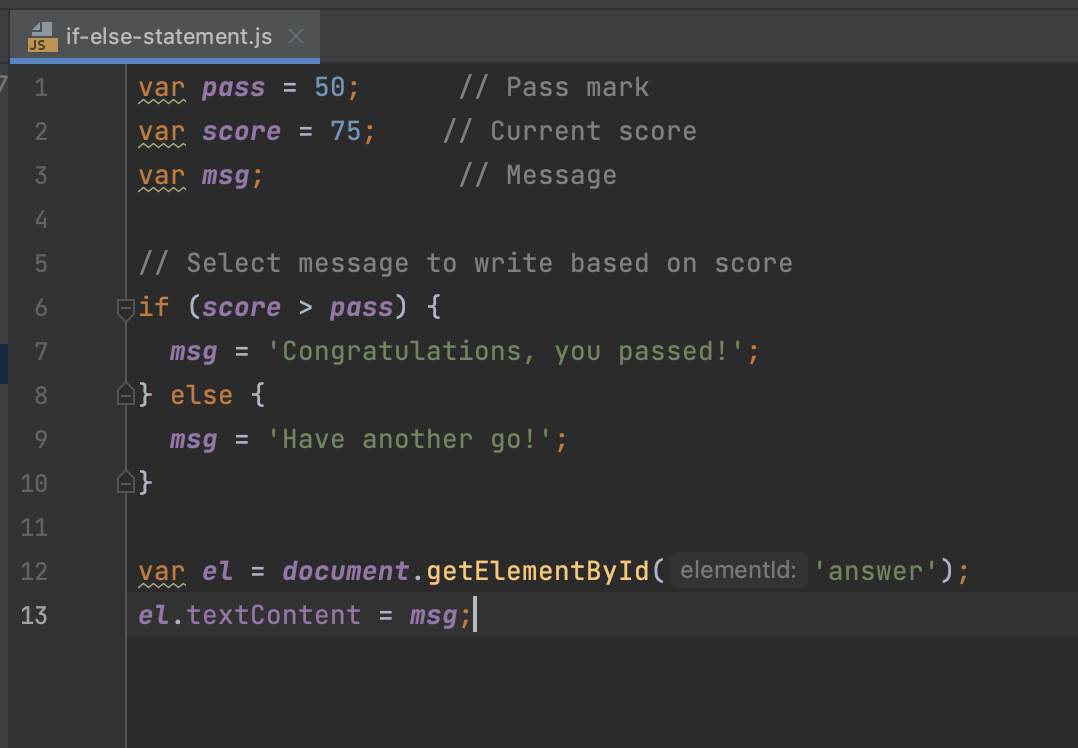 JS if-else-statement.js ×
1 var pass = 50;      // Pass mark
2 var score = 75;    // Current score
3 var msg;            // Message
4
5 // Select message to write based on score
6 if (score > pass) {
7   msg = 'Congratulations, you passed!';
8 } else {
9   msg = 'Have another go!';
10 }
11
12 var el = document.getElementById( elementId: 'answer');
13 el.textContent = msg;